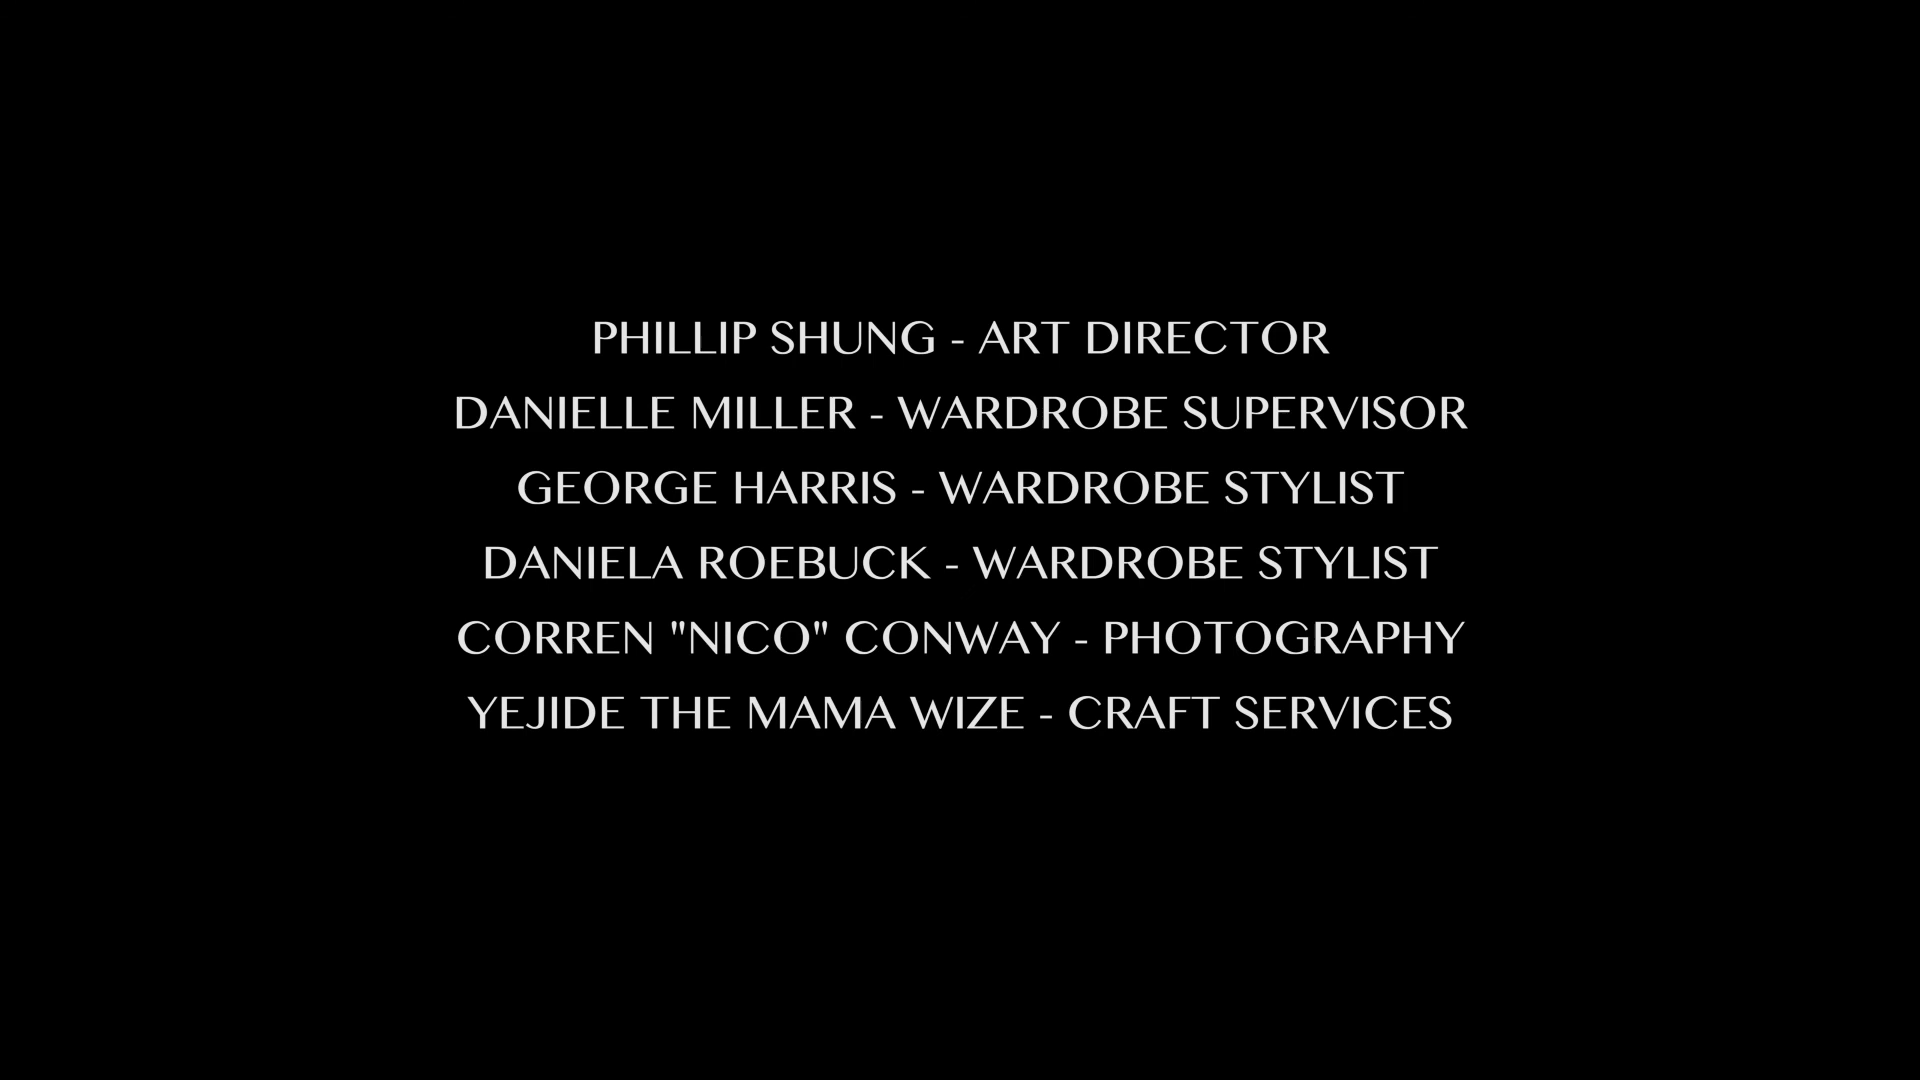 PHILLIP SHUNG - ART DIRECTOR
DANIELLE MILLER - WARDROBE SUPERVISOR
GEORGE HARRIS - WARDROBE STYLIST
DANIELA ROEBUCK - WARDROBE STYLIST
CORREN "NICO" CONWAY - PHOTOGRAPHY
YEJIDE THE MAMA WIZE - CRAFT SERVICES